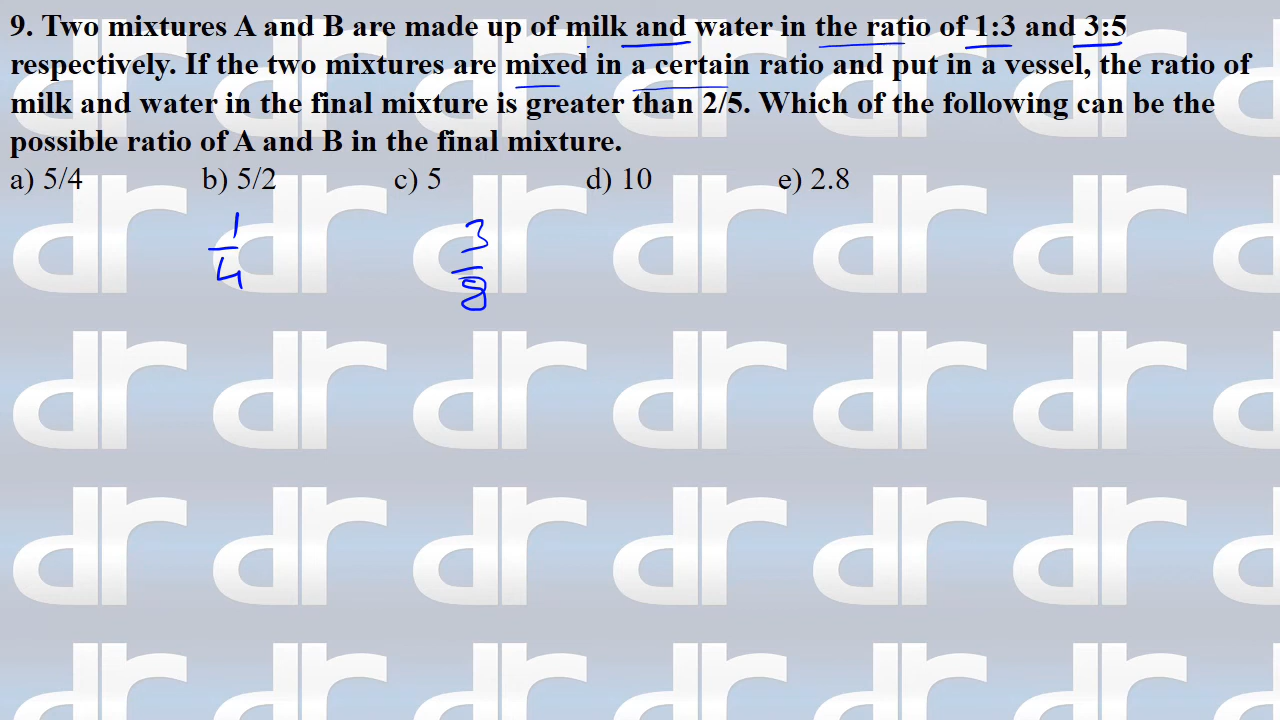 9. Two mixtures A and B are made up of milk and water in the ratio of 1:3 and 3:5
respectively. If the two mixtures are mixed in a certain ratio and put in a vessel, the ratio of
milk and water in the final mixture is greater than 2/5. Which of the following can be the
possible ratio of A and B in the final mixture.
a) 5/4 b) 5/2 c) 5 d) 10 e) 2.8
1/4 3/8